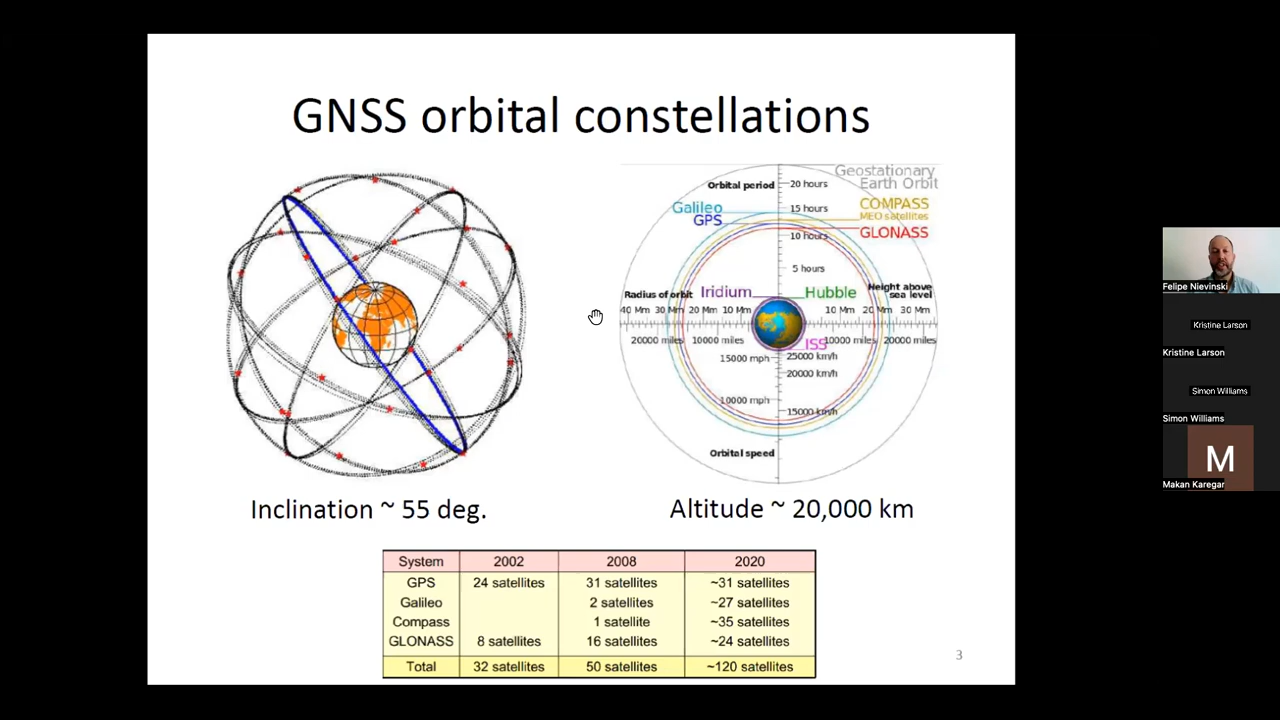 GNSS orbital constellations
Inclination ~ 55 deg.
Geostationary
Earth Orbit
Orbital period
20 hours
Galileo
15 hours
COMPASS
MEO satellites
GPS
10 hours
GLONASS
5 hours
Iridium
Hubble
Radius of orbit
Height above
sea level
40 Mm 30 Mm 20 Mm 10 Mm
10 Mm 20 Mm 30 Mm
ISS
20000 miles 10000 miles
10000 miles 20000 miles
15000 mph
25000 km/h
20000 km/h
10000 mph
15000 km/h
Orbital speed
Altitude ~ 20,000 km
System 2002 2008 2020
GPS 24 satellites 31 satellites ~31 satellites
Galileo 2 satellites ~27 satellites
Compass 1 satellite ~35 satellites
GLONASS 8 satellites 16 satellites ~24 satellites
Total 32 satellites 50 satellites ~120 satellites
3
Felipe Nievinski
Kristine Larson
Kristine Larson
Simon Williams
Simon Williams
M
Makan Karegar